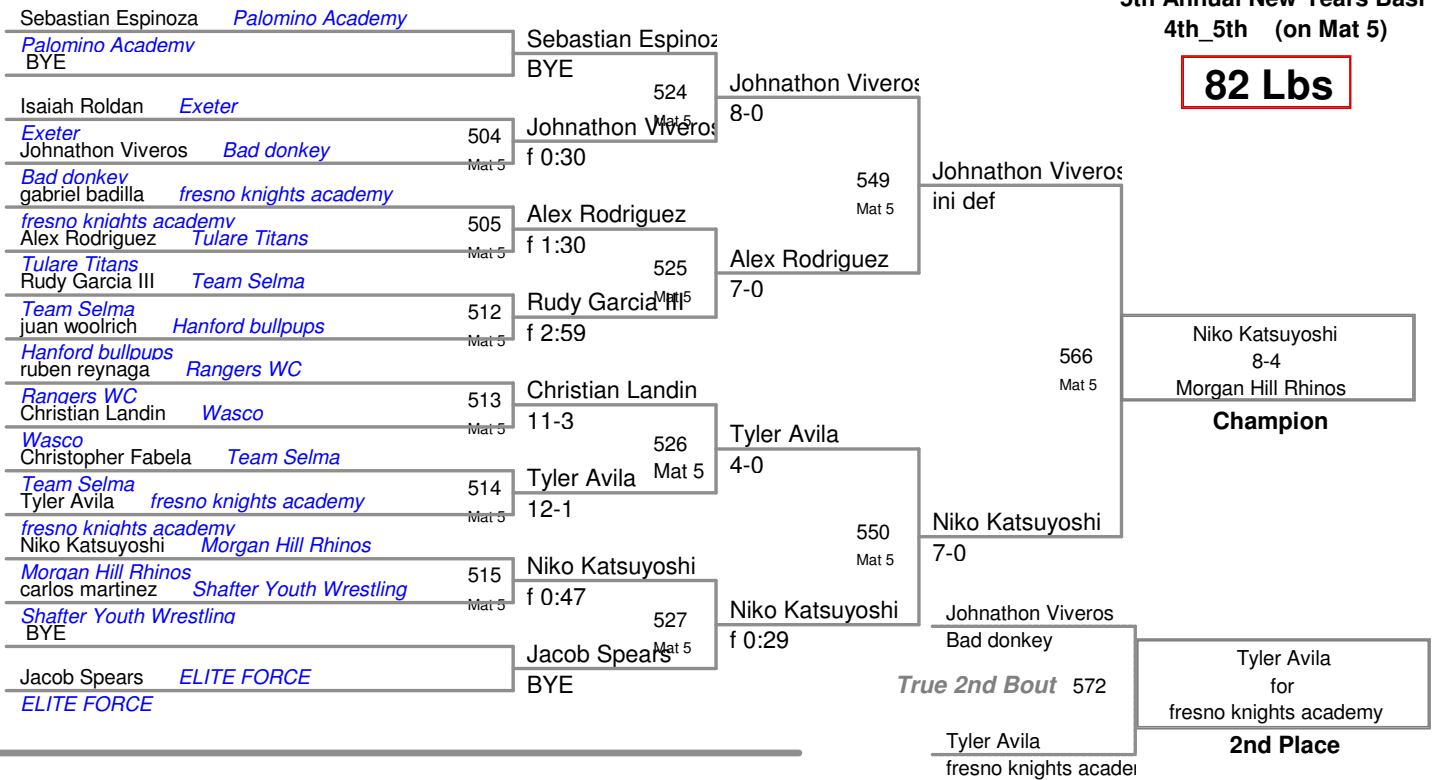 5th Annual New Years Bash
4th_5th (on Mat 5)
82 Lbs
Sebastian Espinoza Palomino Academy
Palomino Academy
BYE
Isaiah Roldan Exeter
Exeter
Johnathon Viveros Bad donkey
Bad donkey
gabriel badilla fresno knights academy
fresno knights academy
Alex Rodriguez Tulare Titans
Tulare Titans
Rudy Garcia III Team Selma
Team Selma
juan woolrich Hanford bullpups
Hanford bullpups
ruben reynaga Rangers WC
Rangers WC
Christian Landin Wasco
Wasco
Christopher Fabela Team Selma
Team Selma
Tyler Avila fresno knights academy
fresno knights academy
Niko Katsuyoshi Morgan Hill Rhinos
Morgan Hill Rhinos
carlos martinez Shafter Youth Wrestling
Shafter Youth Wrestling
BYE
Jacob Spears ELITE FORCE
ELITE FORCE
504
Mat 5
505
Mat 5
512
Mat 5
513
Mat 5
514
Mat 5
515
Mat 5
Sebastian Espinoz
BYE
Johnathon Viveros
f 0:30
Alex Rodriguez
f 1:30
Rudy Garcia III
f 2:59
Christian Landin
11-3
Tyler Avila
12-1
Niko Katsuyoshi
f 0:47
Jacob Spears
BYE
524
Mat 5
525
Mat 5
526
Mat 5
527
Mat 5
Johnathon Viveros
8-0
Alex Rodriguez
7-0
Tyler Avila
4-0
Niko Katsuyoshi
f 0:29
549
Mat 5
550
Mat 5
Johnathon Viveros
inj def
Niko Katsuyoshi
7-0
566
Mat 5
Niko Katsuyoshi
8-4
Morgan Hill Rhinos
Champion
Johnathon Viveros
Bad donkey
True 2nd Bout 572
Tyler Avila
fresno knights acader
Tyler Avila
for
fresno knights academy
2nd Place